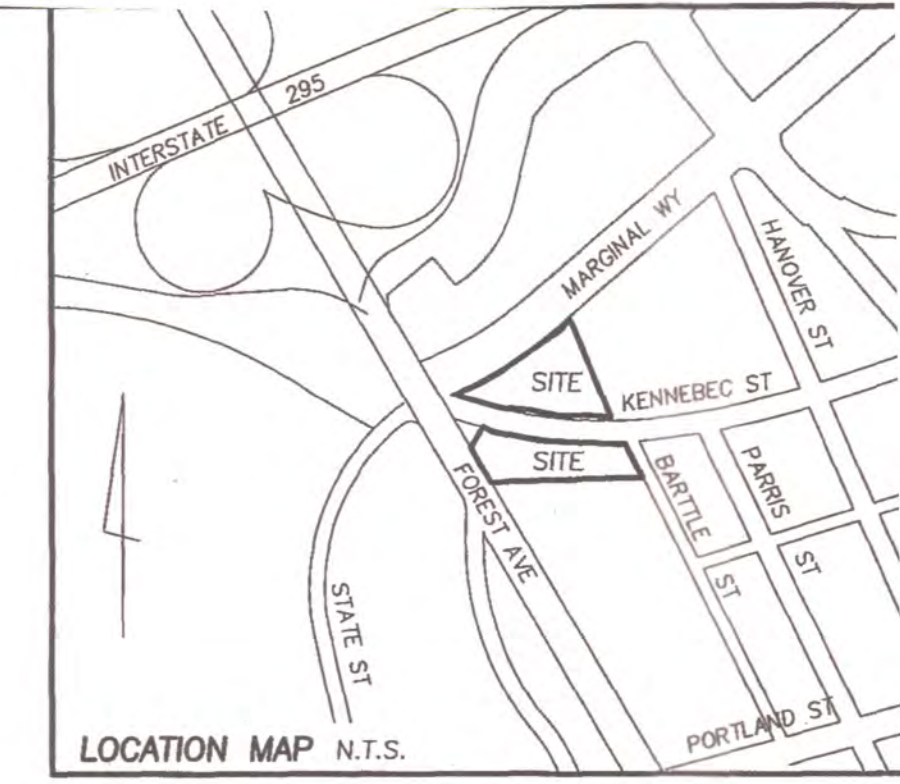 INTERSTATE 295
MARGINAL WY
HANOVER ST
SITE
KENNEBEC ST
SITE
FOREST AVE
BARTTLE ST
PARRIS ST
STATE ST
PORTLAND ST
LOCATION MAP N.T.S.